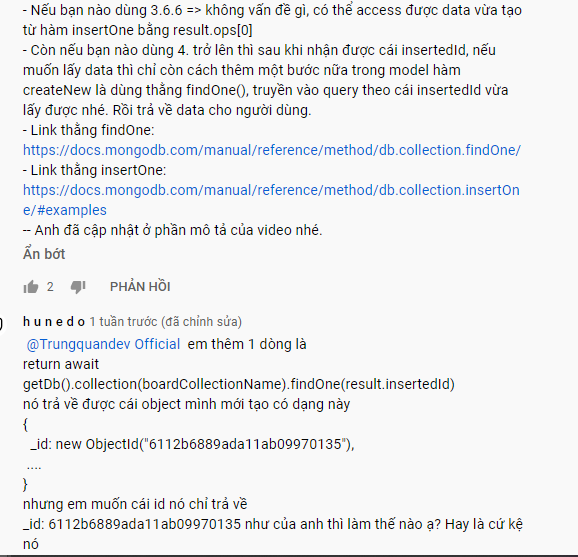 - Nếu bạn nào dùng 3.6.6 => không vấn đề gì, có thể access được data vừa tạo
từ hàm insertOne bằng result.ops[0]
- Còn nếu bạn nào dùng 4. trở lên thì sau khi nhận được cái insertedId, nếu
muốn lấy data thì chỉ còn cách thêm một bước nữa trong model hàm
createNew là dùng thằng findOne(), truyền vào query theo cái insertedId vừa
lấy được nhé. Rồi trả về data cho người dùng.
- Link thằng findOne:
https://docs.mongodb.com/manual/reference/method/db.collection.findOne/
- Link thằng insertOne:
https://docs.mongodb.com/manual/reference/method/db.collection.insertOn
e/#examples
-- Anh đã cập nhật ở phần mô tả của video nhé.
Ẩn bớt
2 PHẢN HỒI
h u n e d o 1 tuần trước (đã chỉnh sửa)
@Trungquandev Official em thêm 1 dòng là
return await
getDb().collection(boardCollectionName).findOne(result.insertedId)
nó trả về được cái object mình mới tạo có dạng này
{
_id: new ObjectId("6112b6889ada11ab09970135"),
....
}
nhưng em muốn cái id nó chỉ trả về
_id: 6112b6889ada11ab09970135 như của anh thì làm thế nào ạ? Hay là cứ kệ
nó